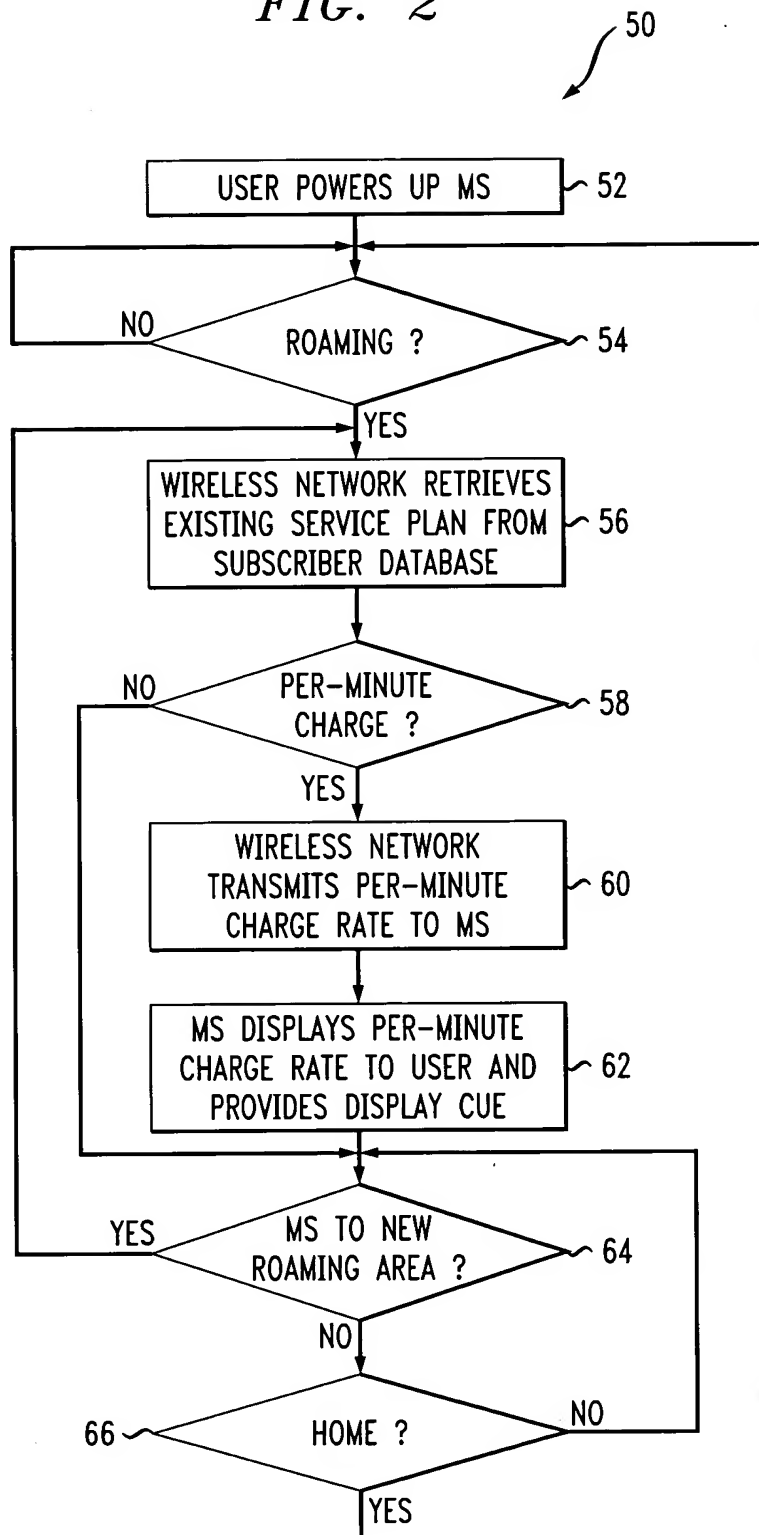 FIG. 2
50
USER POWERS UP MS
52
NO
ROAMING ?
54
YES
WIRELESS NETWORK RETRIEVES
EXISTING SERVICE PLAN FROM
SUBSCRIBER DATABASE
56
NO
PER-MINUTE
CHARGE ?
58
YES
WIRELESS NETWORK
TRANSMITS PER-MINUTE
CHARGE RATE TO MS
60
MS DISPLAYS PER-MINUTE
CHARGE RATE TO USER AND
PROVIDES DISPLAY CUE
62
YES
MS TO NEW
ROAMING AREA ?
64
NO
66
HOME ?
NO
YES